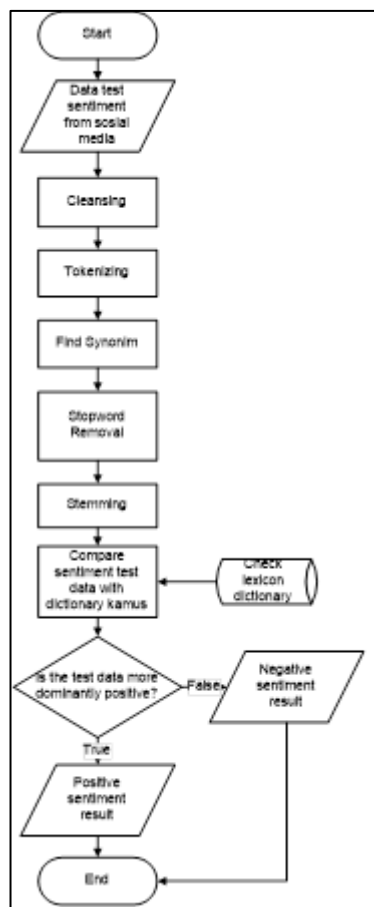 Start
Data test
sentiment
from sosial
media
Cleansing
Tokenizing
Find Synonim
Stopword
Removal
Stemming
Compare
sentiment test
data with
dictionary kamus
Check
lexicon
dictionary
Is the test data more
dominantly positive?
False
Negative
sentiment
result
True
Positive
sentiment
result
End